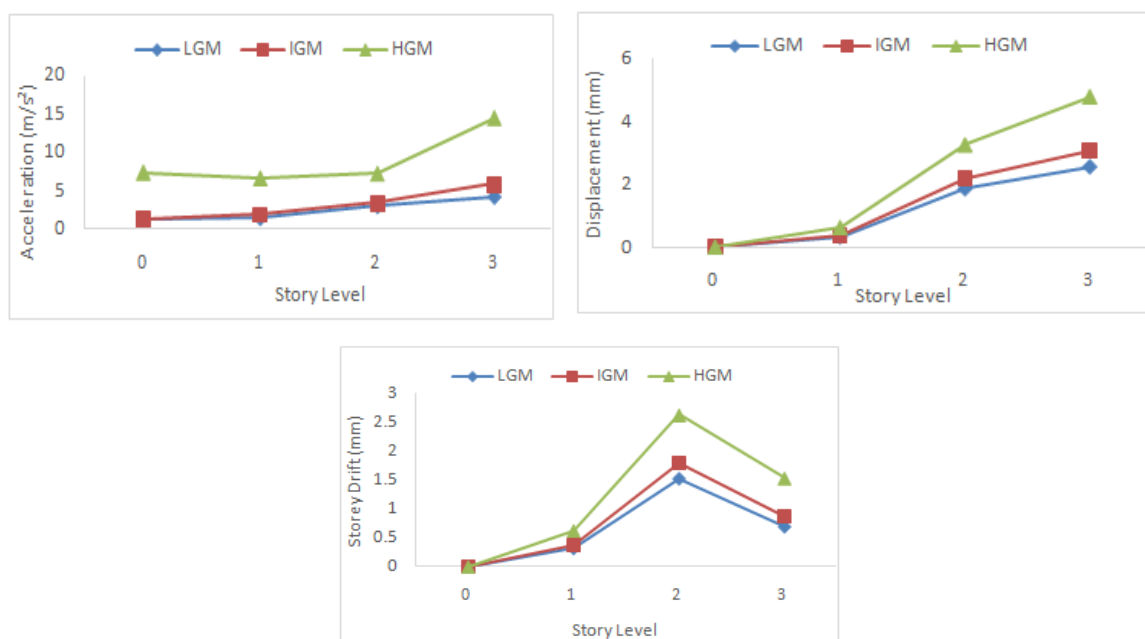 LGM IGM HGM
Acceleration (m/s²)
20
15
10
5
0
0 1 2 3
Story Level
LGM IGM HGM
Displacement (mm)
6
4
2
0
0 1 2 3
Story Level
LGM IGM HGM
Storey Drift (mm)
3
2.5
2
1.5
1
0.5
0
0 1 2 3
Story Level